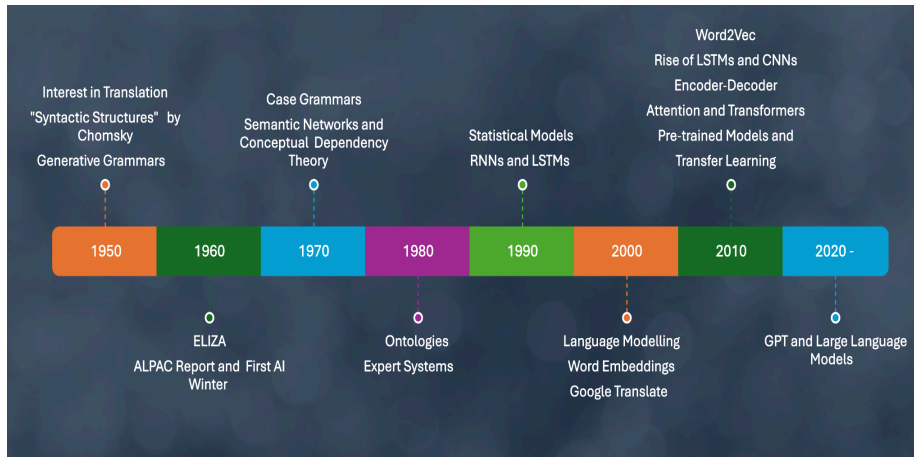 Interest in Translation
"Syntactic Structures" by
Chomsky
Generative Grammars
Case Grammars
Semantic Networks and
Conceptual Dependency
Theory
Statistical Models
RNNs and LSTMs
Word2Vec
Rise of LSTMs and CNNs
Encoder-Decoder
Attention and Transformers
Pre-trained Models and
Transfer Learning
1950
1960
1970
1980
1990
2000
2010
2020 -
ELIZA
ALPAC Report and First AI
Winter
Ontologies
Expert Systems
Language Modelling
Word Embeddings
Google Translate
GPT and Large Language
Models